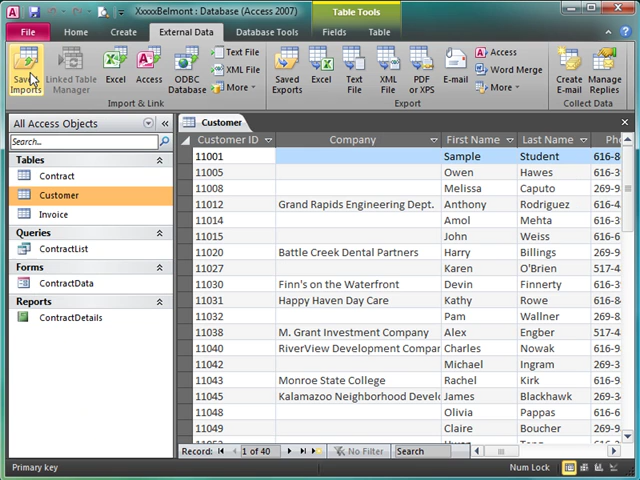 XxxxxBelmont : Database (Access 2007)
Table Tools
File
Home
Create
External Data
Database Tools
Fields
Table
Saved Imports
Linked Table Manager
Excel
Access
ODBC Database
Text File
XML File
More
Import & Link
Saved Exports
Excel
Text File
XML File
PDF or XPS
E-mail
Access
Word Merge
More
Export
Create E-mail
Manage Replies
Collect Data
All Access Objects
Search...
Tables
Contract
Customer
Invoice
Queries
ContractList
Forms
ContractData
Reports
ContractDetails
Customer
Customer ID Company First Name Last Name Pho
11001 Sample Student 616-8
11005 Owen Hawes 616-3
11008 Melissa Caputo 269-9
11012 Grand Rapids Engineering Dept. Anthony Rodriguez 616-2
11014 Amol Mehta 616-3
11015 John Weiss 616-2
11020 Battle Creek Dental Partners Harry Billings 269-9
11027 Karen O'Brien 517-4
11030 Finn's on the Waterfront Devin Finnerty 616-3
11031 Happy Haven Day Care Kathy Rowe 616-8
11032 Pam Wallner 269-8
11038 M. Grant Investment Company Alex Engber 517-4
11040 RiverView Development Compan Charles Nowak 616-9
11042 Michael Ingram 269-3
11043 Monroe State College Rachel Kirk 616-9
11045 Kalamazoo Neighborhood Develo James Blackhawk 269-2
11048 Olivia Pappas 616-6
11049 Claire Boucher 269-9
Record: 1 of 40 No Filter Search
Primary key
Num Lock